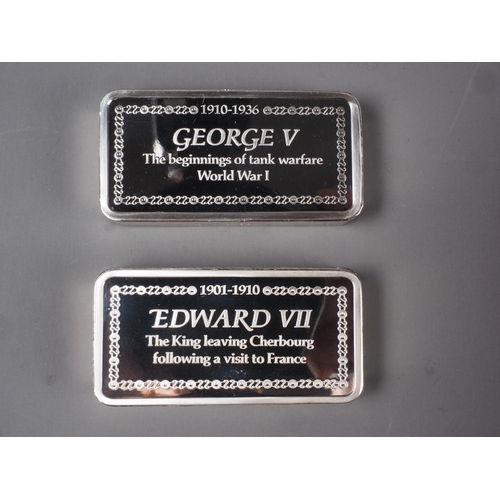 1910-1936
GEORGE V
The beginnings of tank warfare
World War I
1901-1910
EDWARD VII
The King leaving Cherbourg
following a visit to France